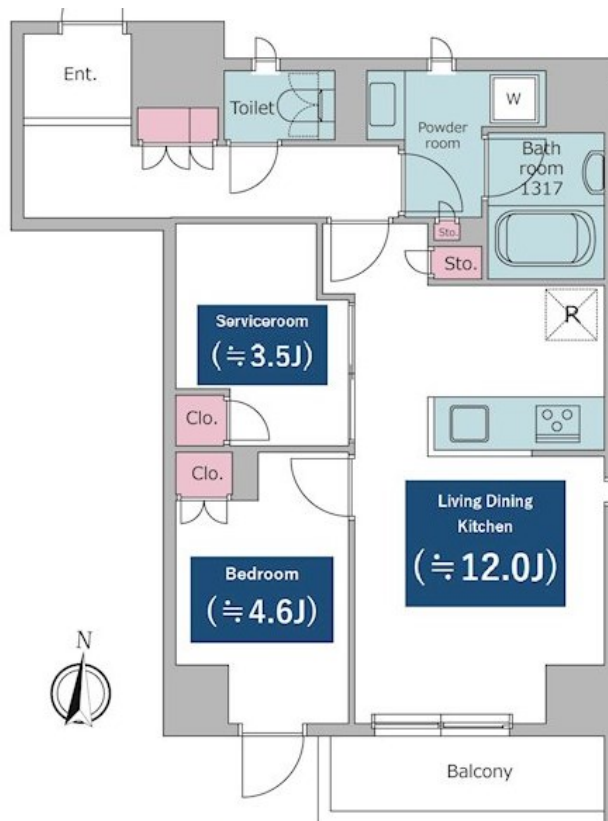 Ent.
Toilet
W
Powder
room
Bath
room
1317
Sto.
Sto.
R
Serviceroom
(≒3.5J)
Clo.
Clo.
Living Dining
Kitchen
(≒12.0J)
Bedroom
(≒4.6J)
N
Balcony